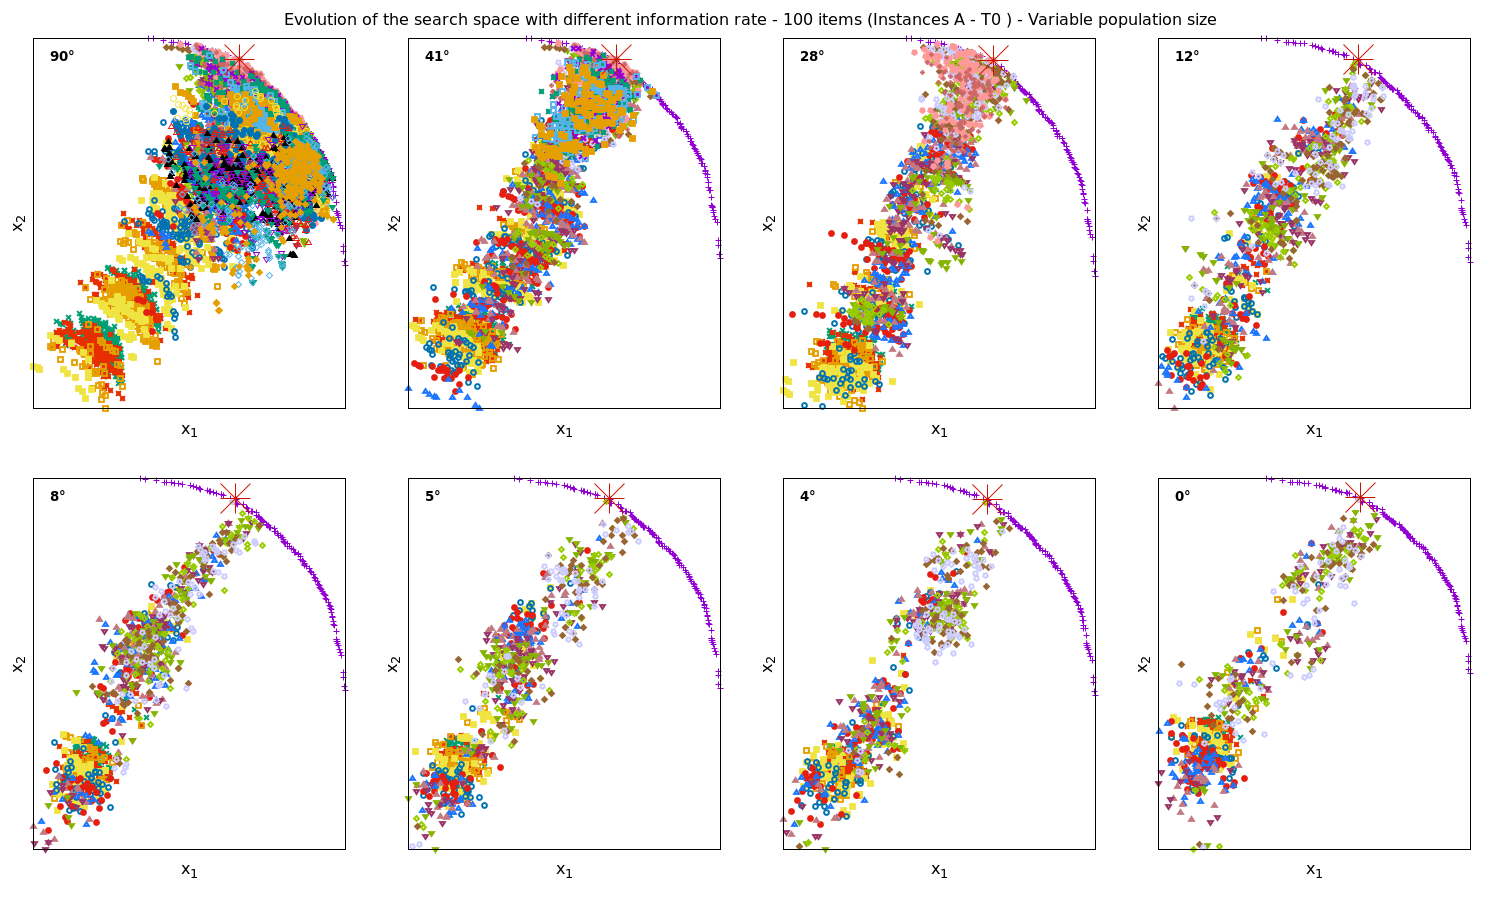 Evolution of the search space with different information rate - 100 items (Instances A - T0 ) - Variable population size
90° 41° 28° 12°
x2 x2 x2 x2
x1 x1 x1 x1
8° 5° 4° 0°
x2 x2 x2 x2
x1 x1 x1 x1